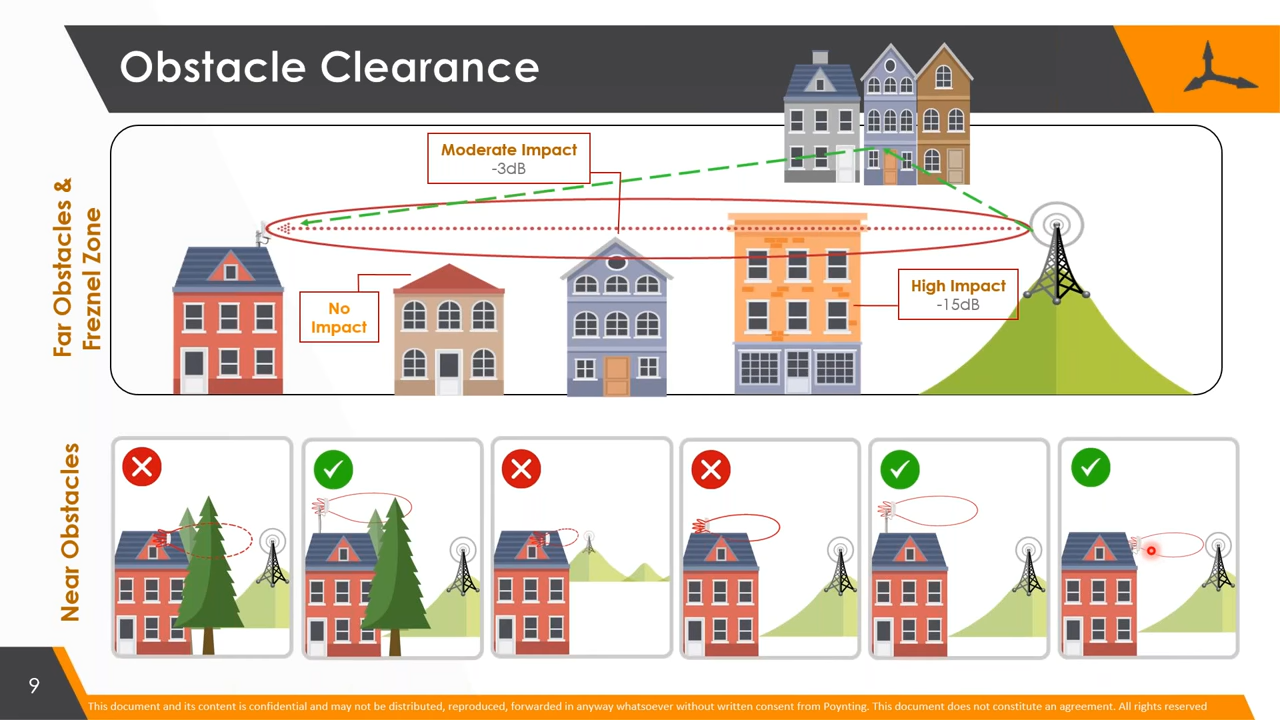 Obstacle Clearance
Far Obstacles &
Freznel Zone
Moderate Impact
-3dB
No
Impact
High Impact
-15dB
Near Obstacles
9
This document and its content is confidential and may not be distributed, reproduced, forwarded in anyway whatsoever without written consent from Poynting. This document does not constitute an agreement. All rights reserved